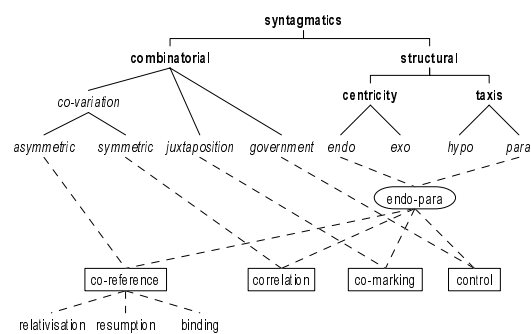 syntagmatics
combinatorial structural
co-variation centricity taxis
asymmetric symmetric juxtaposition government endo exo hypo para
endo-para
co-reference correlation co-marking control
relativisation resumption binding